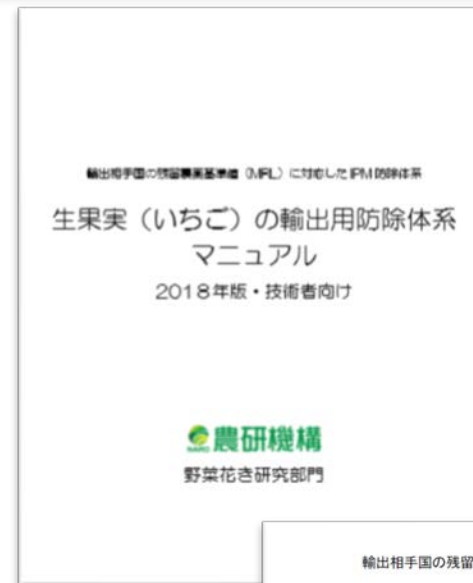 輸出相手国の残留農薬基準値（MRL）に対応したIPM防除体系
生果実（いちご）の輸出用防除体系
マニュアル
2018年版・技術者向け
NARO 農研機構
野菜花き研究部門
輸出相手国の残留